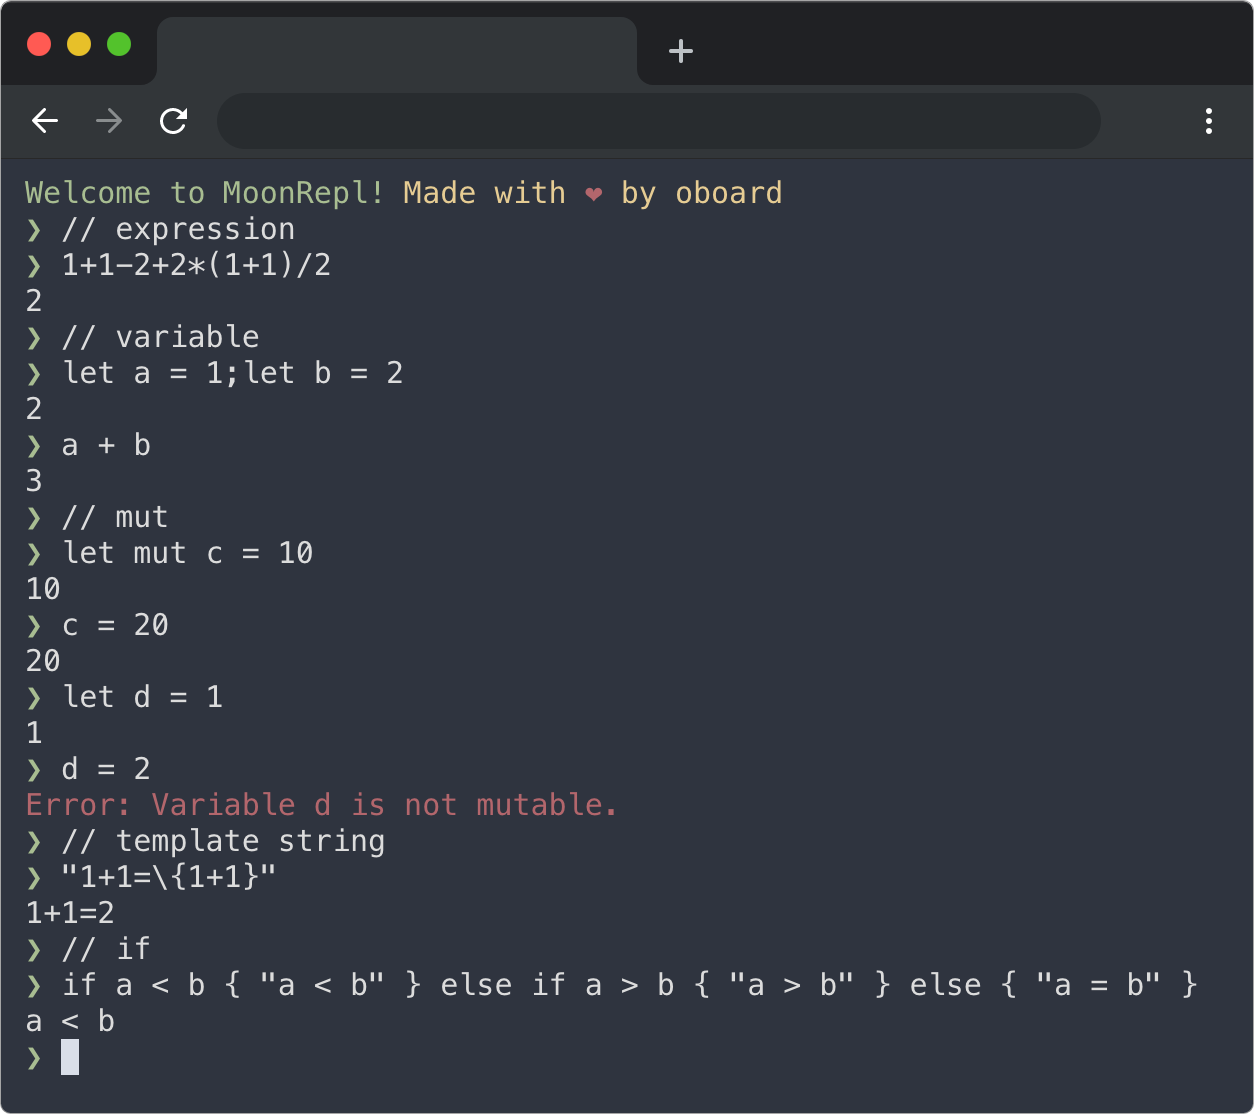 Welcome to MoonRepl! Made with ❤ by oboard
❯ // expression
❯ 1+1-2+2*(1+1)/2
2
❯ // variable
❯ let a = 1;let b = 2
2
❯ a + b
3
❯ // mut
❯ let mut c = 10
10
❯ c = 20
20
❯ let d = 1
1
❯ d = 2
Error: Variable d is not mutable.
❯ // template string
❯ "1+1=\{1+1}"
1+1=2
❯ // if
❯ if a < b { "a < b" } else if a > b { "a > b" } else { "a = b" }
a < b
❯